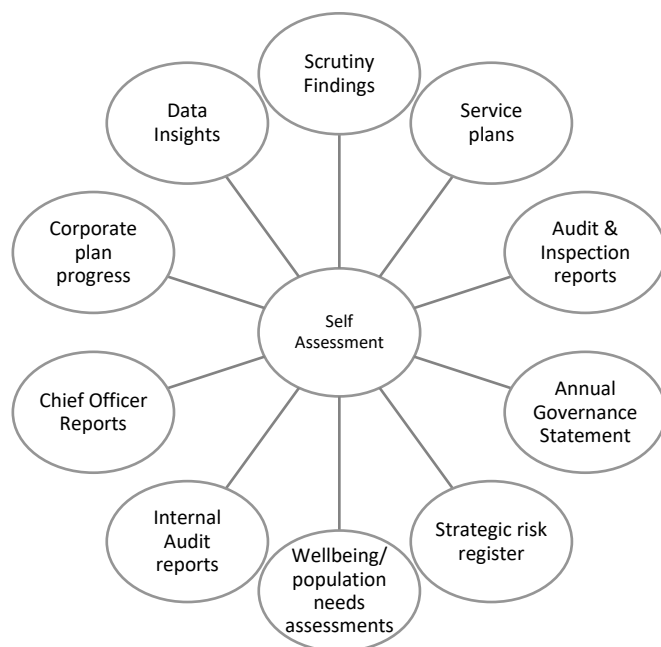 Scrutiny
Findings
Service
plans
Audit &
Inspection
reports
Annual
Governance
Statement
Strategic risk
register
Wellbeing/
population
needs
assessments
Internal
Audit
reports
Chief Officer
Reports
Corporate
plan
progress
Data
Insights
Self
Assessment